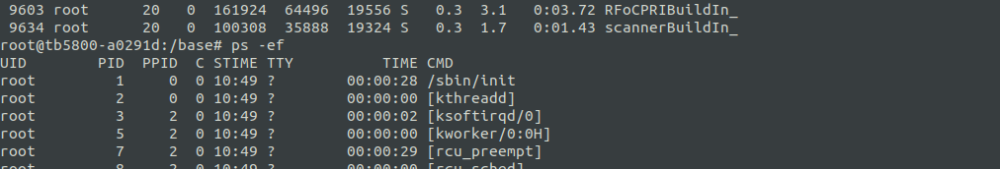 9603 root 20 0 161924 64496 19556 S 0.3 3.1 0:03.72 RFoCPRIBuildIn_
9634 root 20 0 100308 35888 19324 S 0.3 1.7 0:01.43 scannerBuildIn_
root@tb5800-a0291d:/base# ps -ef
UID PID PPID C STIME TTY TIME CMD
root 1 0 0 10:49 ? 00:00:28 /sbin/init
root 2 0 0 10:49 ? 00:00:00 [kthreadd]
root 3 2 0 10:49 ? 00:00:02 [ksoftirqd/0]
root 5 2 0 10:49 ? 00:00:00 [kworker/0:0H]
root 7 2 0 10:49 ? 00:00:29 [rcu_preempt]
root 8 2 0 10:49 ? 00:00:00 [rcu_sched]